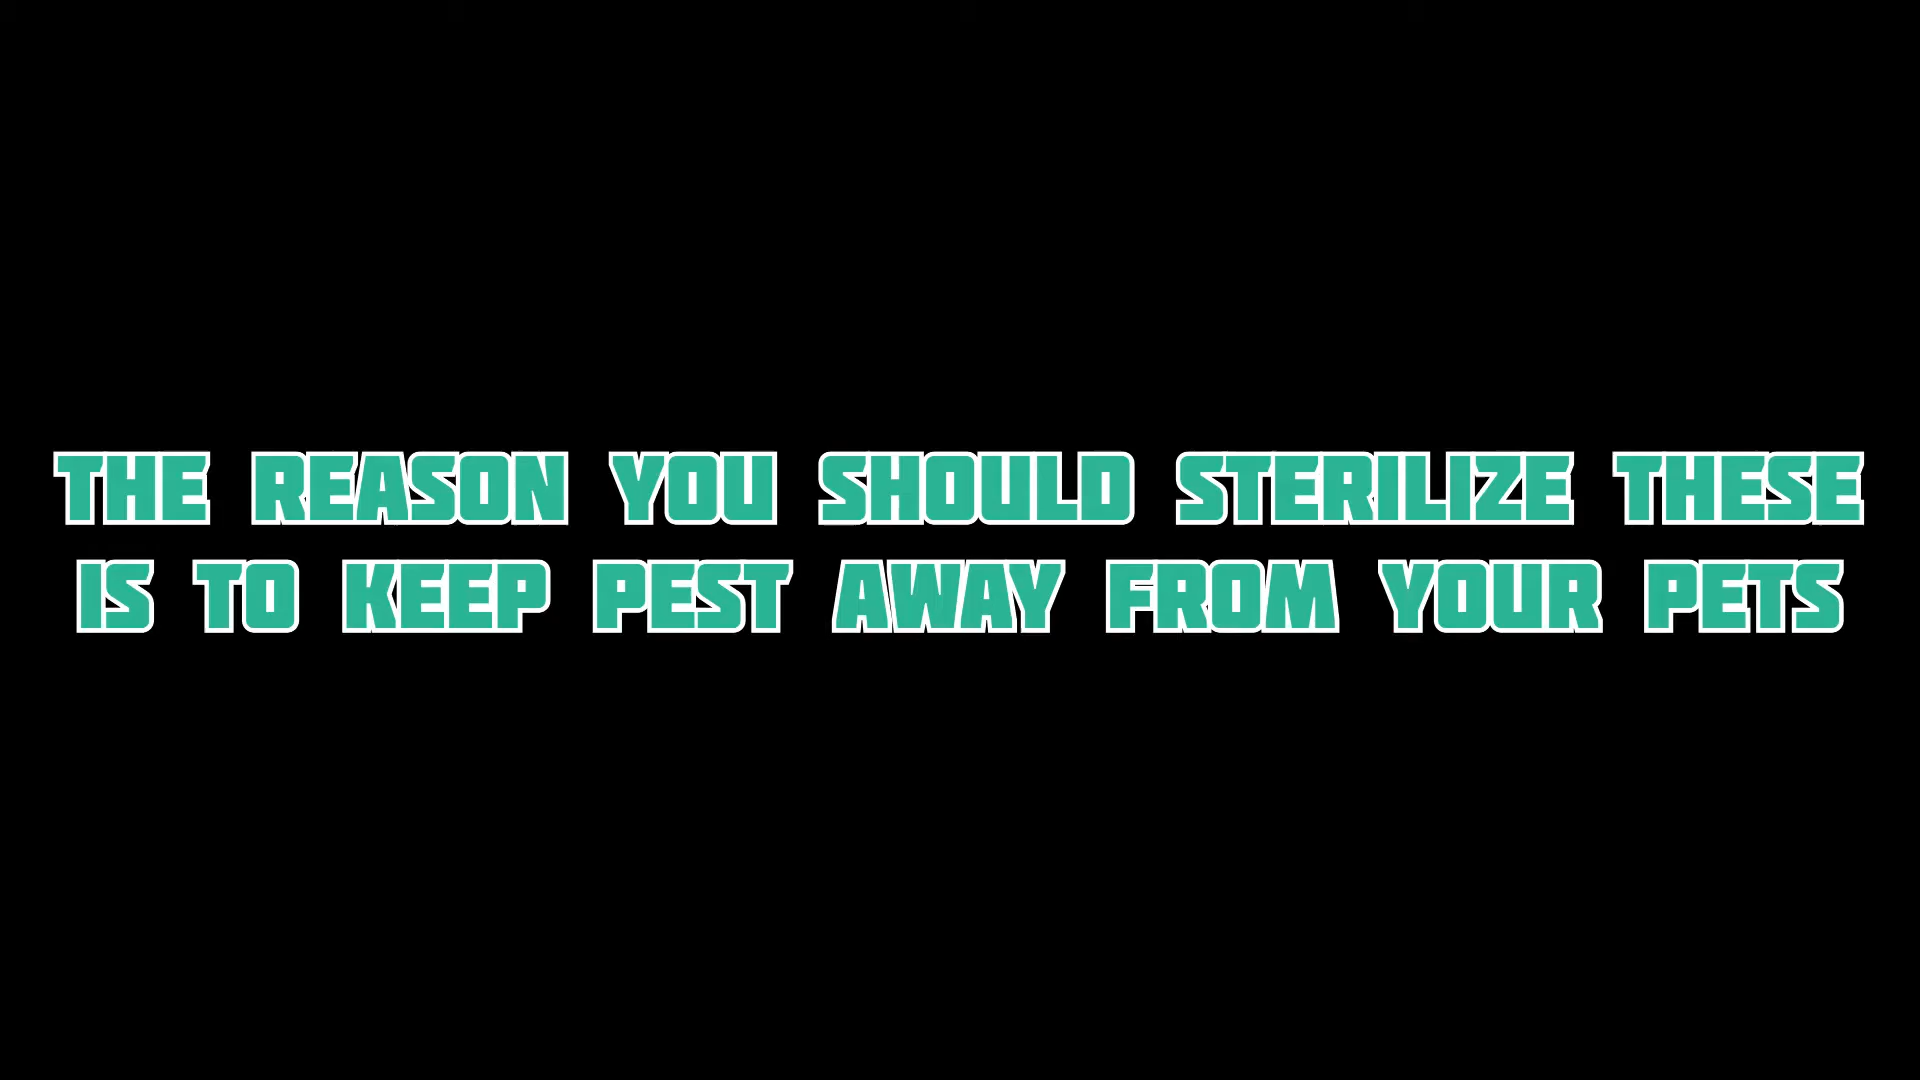 THE REASON YOU SHOULD STERILIZE THESE
IS TO KEEP PEST AWAY FROM YOUR PETS